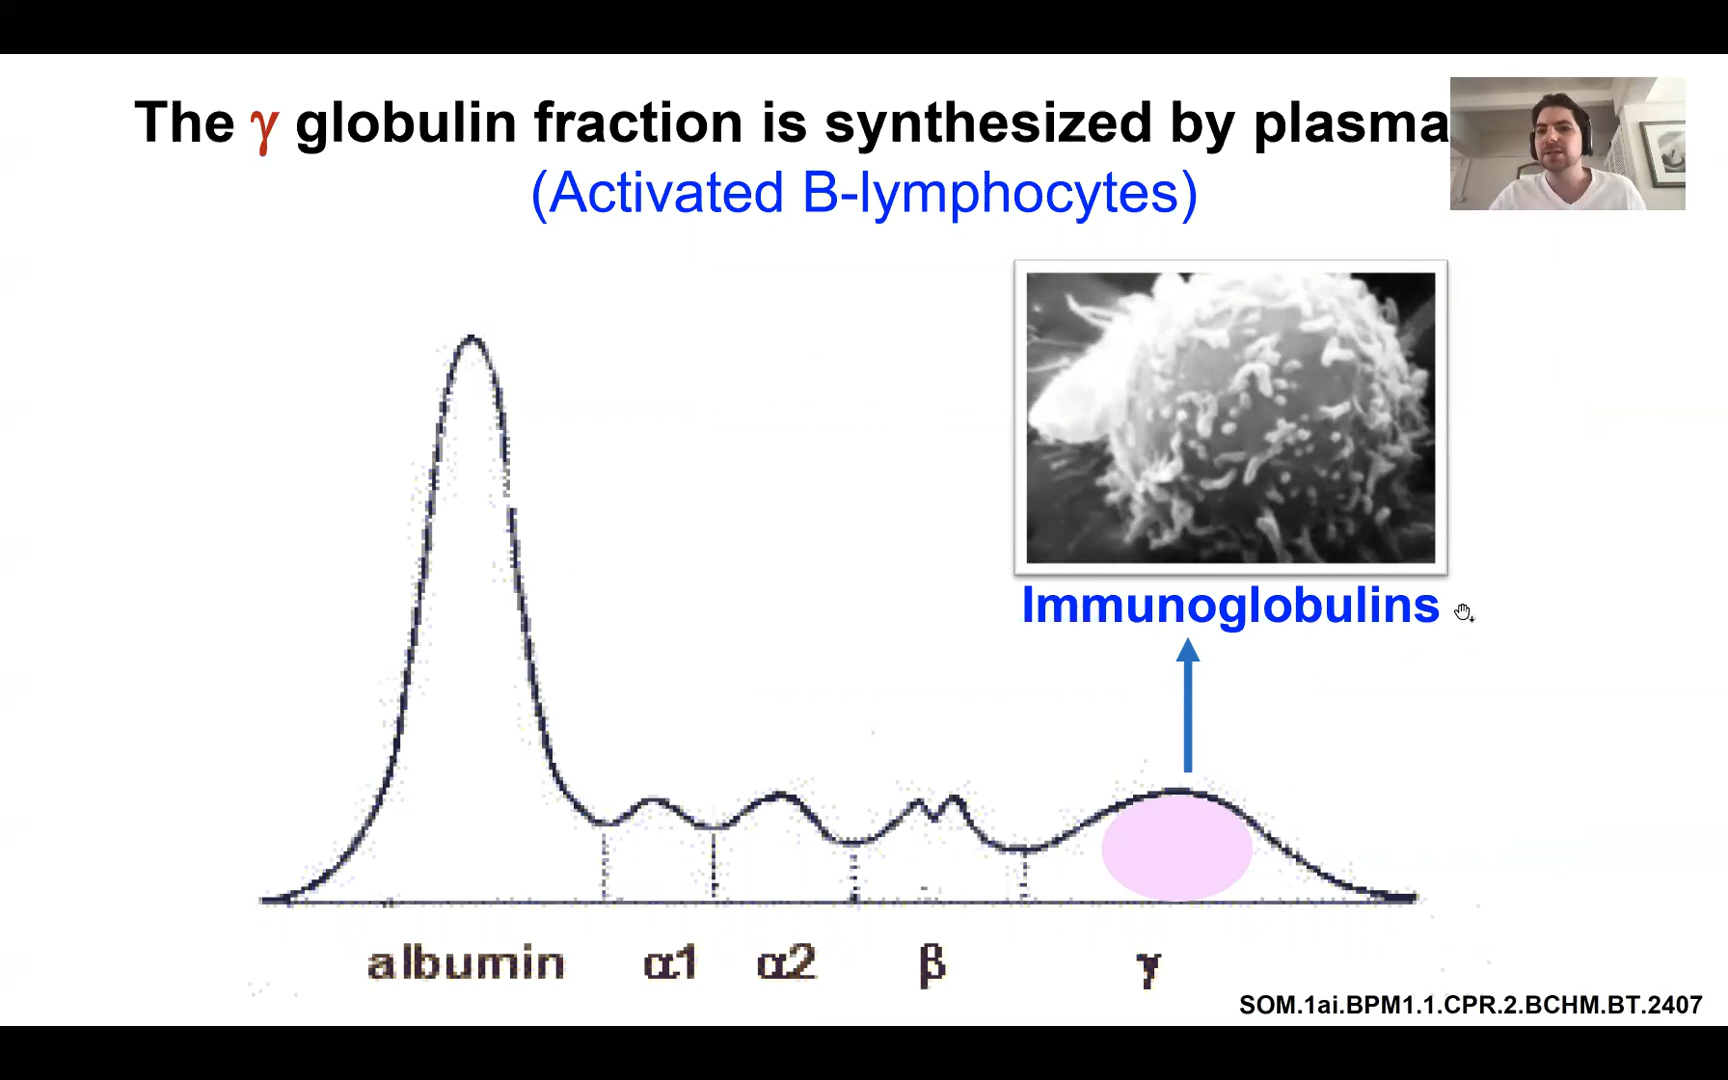 The γ globulin fraction is synthesized by plasma
(Activated B-lymphocytes)
Immunoglobulins
albumin α1 α2 β γ
SOM.1ai.BPM1.1.CPR.2.BCHM.BT.2407